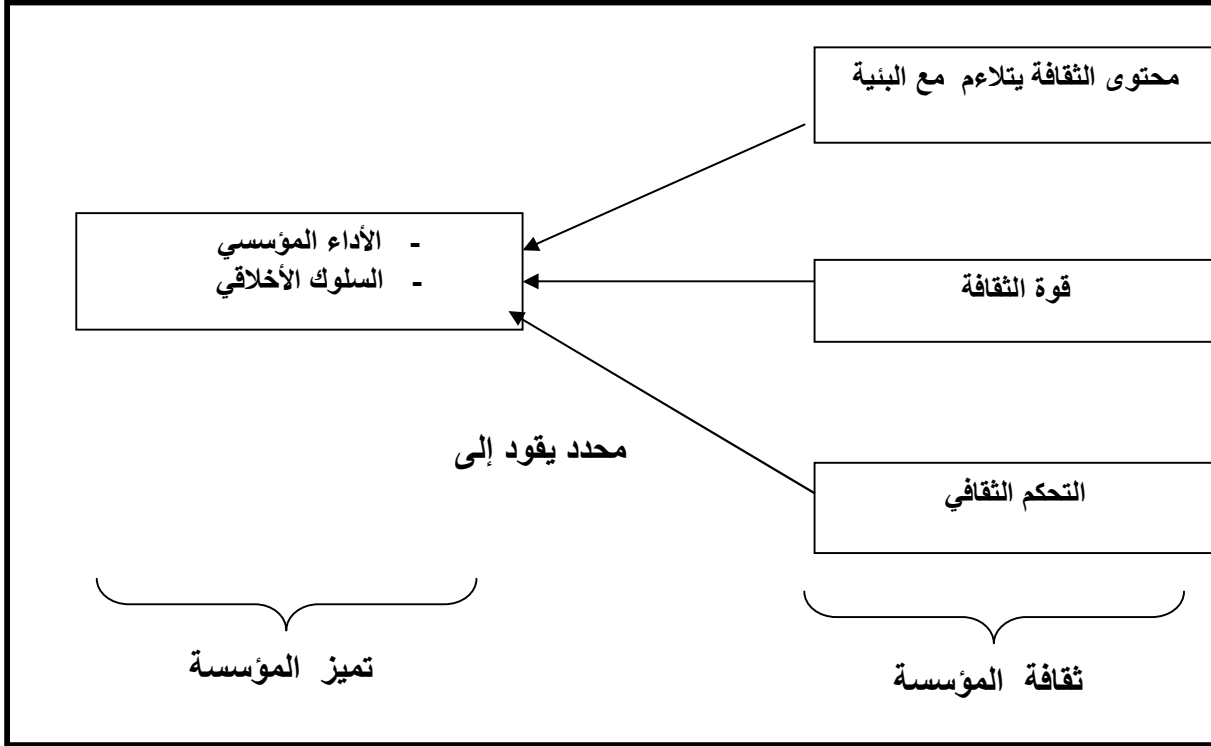 محتوى الثقافة يتلاءم مع البئية
- الأداء المؤسسي
- السلوك الأخلاقي
قوة الثقافة
محدد يقود إلى
التحكم الثقافي
ثقافة المؤسسة
تميز المؤسسة